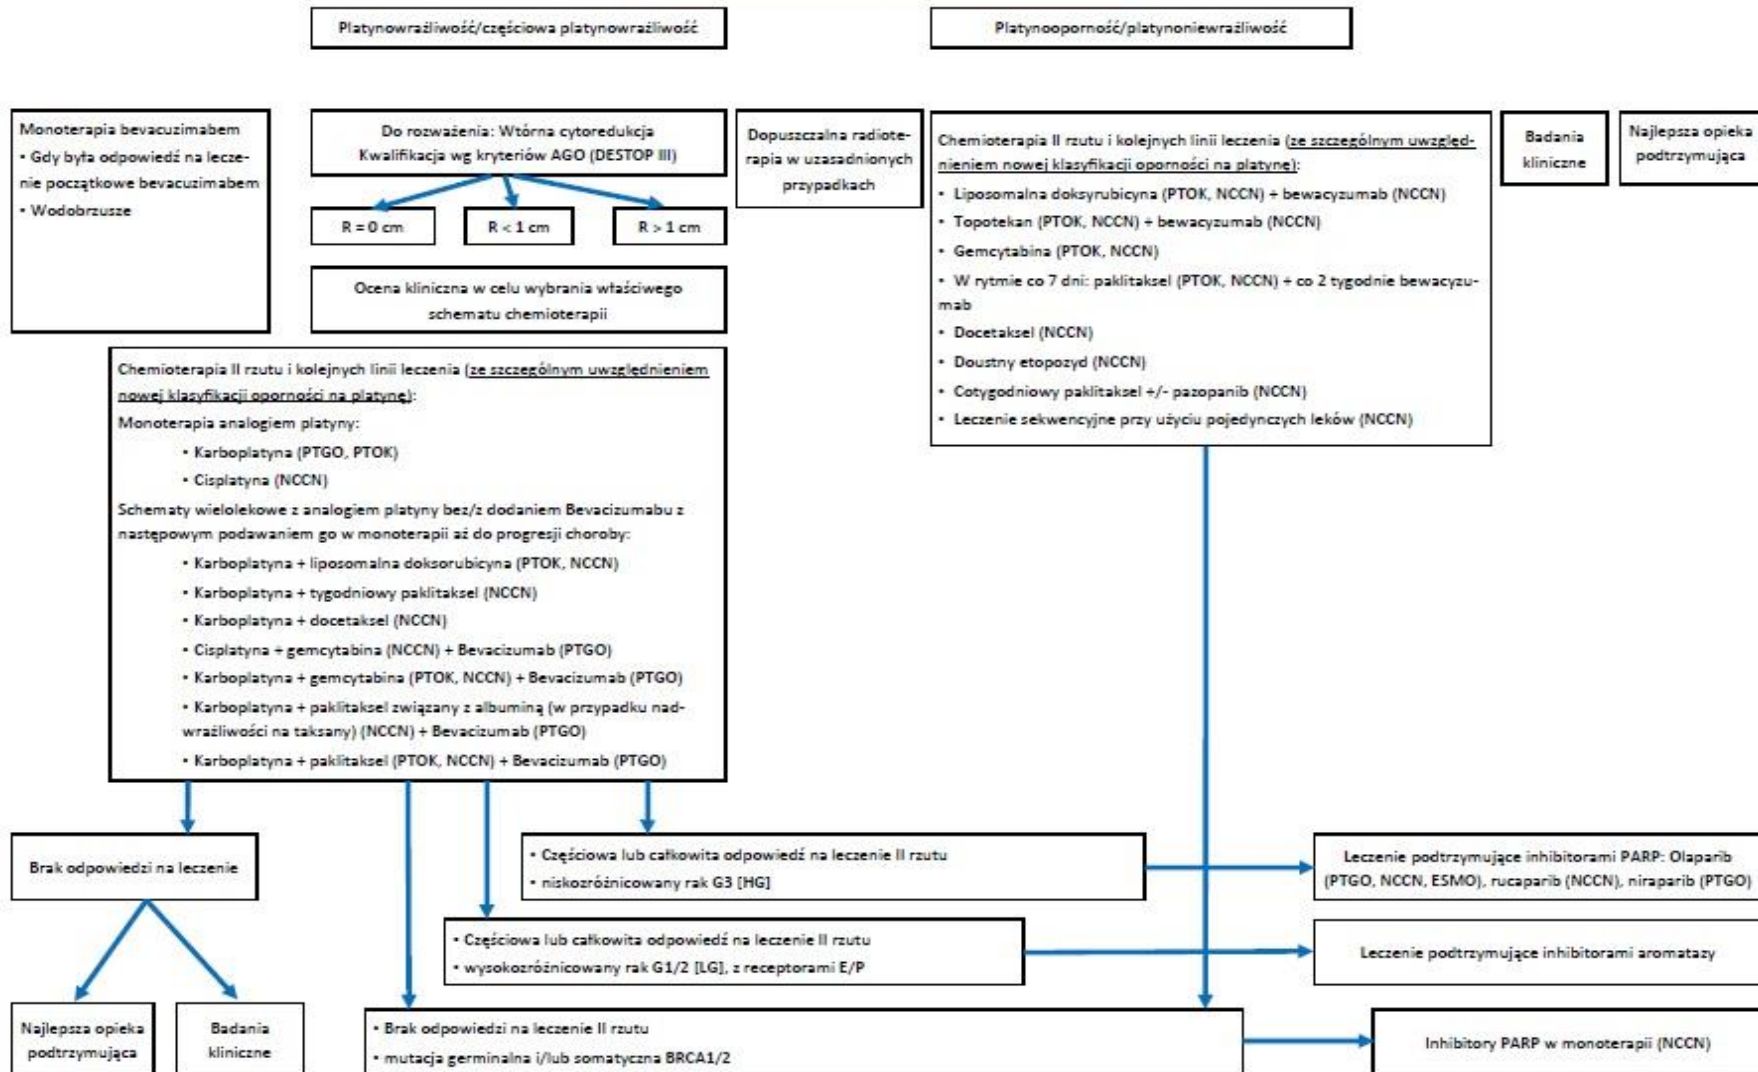 Platynowrażliwość/częściowa platynowrażliwość
Platynooporność/platynoniewrażliwość
Monoterapia bevacuzimabem
• Gdy była odpowiedź na lecze-
nie początkowe bevacuzimabem
• Wodobrzusze
Do rozważenia: Wtórna cytoredukcja
Kwalifikacja wg kryteriów AGO (DESTOP III)
R = 0 cm
R < 1 cm
R > 1 cm
Ocena kliniczna w celu wybrania właściwego
schematu chemioterapii
Dopuszczalna radiote-
rapia w uzasadnionych
przypadkach
Chemioterapia II rzutu i kolejnych linii leczenia (ze szczególnym uwzględ-
nieniem nowej klasyfikacji oporności na platynę):
• Liposomalna doksyrubicyna (PTOK, NCCN) + bewacyzumab (NCCN)
• Topotekan (PTOK, NCCN) + bewacyzumab (NCCN)
• Gemcytabina (PTOK, NCCN)
• W rytmie co 7 dni: paklitaksel (PTOK, NCCN) + co 2 tygodnie bewacyzu-
mab
• Docetaksel (NCCN)
• Doustny etopozyd (NCCN)
• Cotygodniowy paklitaksel +/- pazopanib (NCCN)
• Leczenie sekwencyjne przy użyciu pojedynczych leków (NCCN)
Badania
kliniczne
Najlepsza opieka
podtrzymująca
Chemioterapia II rzutu i kolejnych linii leczenia (ze szczególnym uwzględnieniem
nowej klasyfikacji oporności na platynę):
Monoterapia analogiem platyny:
• Karboplatyna (PTGO, PTOK)
• Cisplatyna (NCCN)
Schematy wielolekowe z analogiem platyny bez/z dodaniem Bevacizumabu z
następowym podawaniem go w monoterapii aż do progresji choroby:
• Karboplatyna + liposomalna doksorubicyna (PTOK, NCCN)
• Karboplatyna + tygodniowy paklitaksel (NCCN)
• Karboplatyna + docetaksel (NCCN)
• Cisplatyna + gemcytabina (NCCN) + Bevacizumab (PTGO)
• Karboplatyna + gemcytabina (PTOK, NCCN) + Bevacizumab (PTGO)
• Karboplatyna + paklitaksel związany z albuminą (w przypadku nad-
wrażliwości na taksany) (NCCN) + Bevacizumab (PTGO)
• Karboplatyna + paklitaksel (PTOK, NCCN) + Bevacizumab (PTGO)
Brak odpowiedzi na leczenie
• Częściowa lub całkowita odpowiedź na leczenie II rzutu
• niskozróżnicowany rak G3 [HG]
Leczenie podtrzymujące inhibitorami PARP: Olaparib
(PTGO, NCCN, ESMO), rucaparib (NCCN), niraparib (PTGO)
• Częściowa lub całkowita odpowiedź na leczenie II rzutu
• wysokozróżnicowany rak G1/2 [LG], z receptorami E/P
Leczenie podtrzymujące inhibitorami aromatazy
Najlepsza opieka
podtrzymująca
Badania
kliniczne
• Brak odpowiedzi na leczenie II rzutu
• mutacja germinalna i/lub somatyczna BRCA1/2
Inhibitory PARP w monoterapii (NCCN)